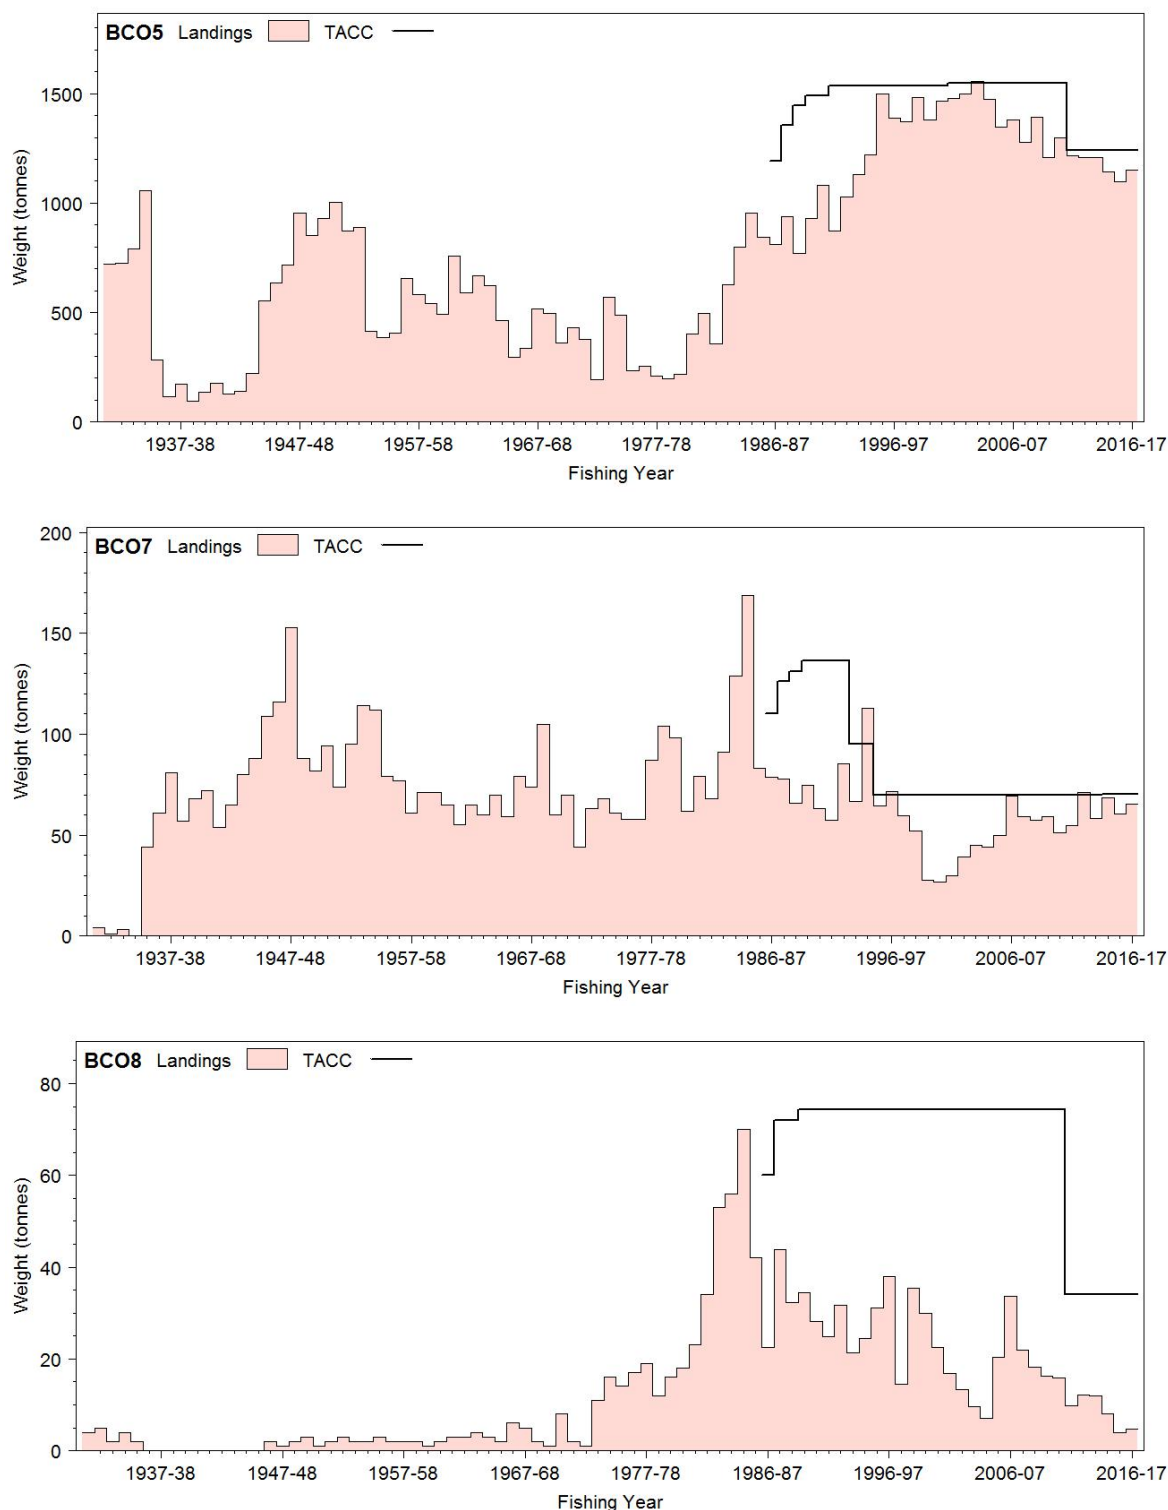 BCO5 Landings TACC
Weight (tonnes)
1500
1000
500
0
1937-38 1947-48 1957-58 1967-68 1977-78 1986-87 1996-97 2006-07 2016-17
Fishing Year
BCO7 Landings TACC
Weight (tonnes)
200
150
100
50
0
1937-38 1947-48 1957-58 1967-68 1977-78 1986-87 1996-97 2006-07 2016-17
Fishing Year
BCO8 Landings TACC
Weight (tonnes)
80
60
40
20
0
1937-38 1947-48 1957-58 1967-68 1977-78 1986-87 1996-97 2006-07 2016-17
Fishing Year